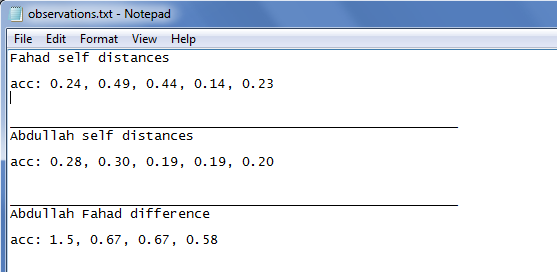 observations.txt - Notepad
File Edit Format View Help
Fahad self distances
acc: 0.24, 0.49, 0.44, 0.14, 0.23
Abdullah self distances
acc: 0.28, 0.30, 0.19, 0.19, 0.20
Abdullah Fahad difference
acc: 1.5, 0.67, 0.67, 0.58